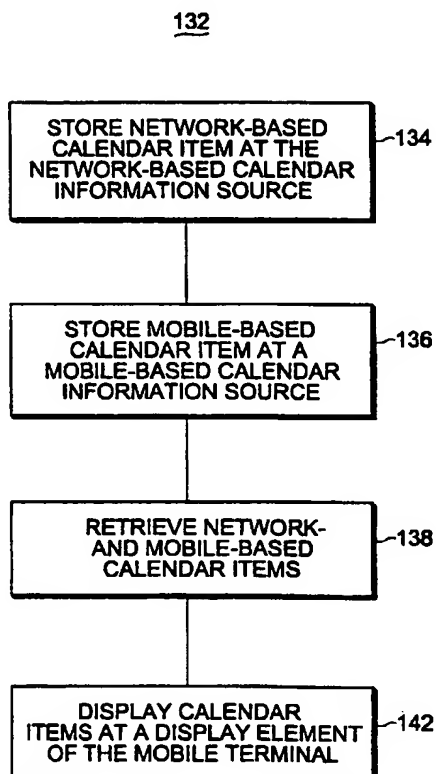 132
STORE NETWORK-BASED
CALENDAR ITEM AT THE
NETWORK-BASED CALENDAR
INFORMATION SOURCE
134
STORE MOBILE-BASED
CALENDAR ITEM AT A
MOBILE-BASED CALENDAR
INFORMATION SOURCE
136
RETRIEVE NETWORK-
AND MOBILE-BASED
CALENDAR ITEMS
138
DISPLAY CALENDAR
ITEMS AT A DISPLAY ELEMENT
OF THE MOBILE TERMINAL
142